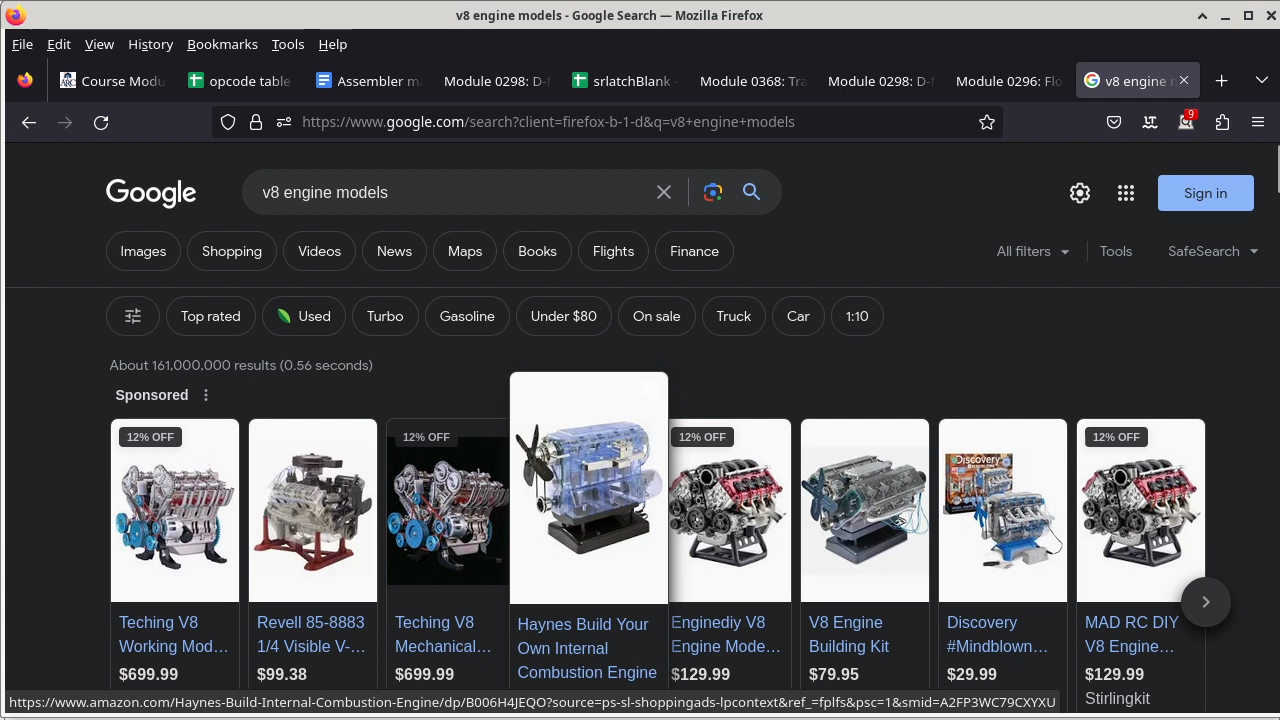 v8 engine models - Google Search — Mozilla Firefox
File Edit View History Bookmarks Tools Help
Course Modu
opcode table
Assembler m
Module 0298: D-f
srlatchBlank -
Module 0368: Tra
Module 0298: D-f
Module 0296: Flo
v8 engine r
https://www.google.com/search?client=firefox-b-1-d&q=v8+engine+models
9
Google
v8 engine models
Sign in
Images Shopping Videos News Maps Books Flights Finance
All filters Tools SafeSearch
Top rated Used Turbo Gasoline Under $80 On sale Truck Car 1:10
About 161,000,000 results (0.56 seconds)
Sponsored
12% OFF
Teching V8
Working Mod...
$699.99
Revell 85-8883
1/4 Visible V-...
$99.38
12% OFF
Teching V8
Mechanical...
$699.99
Haynes Build Your
Own Internal
Combustion Engine
12% OFF
Enginediy V8
Engine Mode...
$129.99
V8 Engine
Building Kit
$79.95
Discovery
Discovery
#Mindblown...
$29.99
12% OFF
MAD RC DIY
V8 Engine...
$129.99
Stirlingkit
https://www.amazon.com/Haynes-Build-Internal-Combustion-Engine/dp/B006H4JEQO?source=ps-sl-shoppingads-lpcontext&ref_=fplfs&psc=1&smid=A2FP3WC79CXYXU